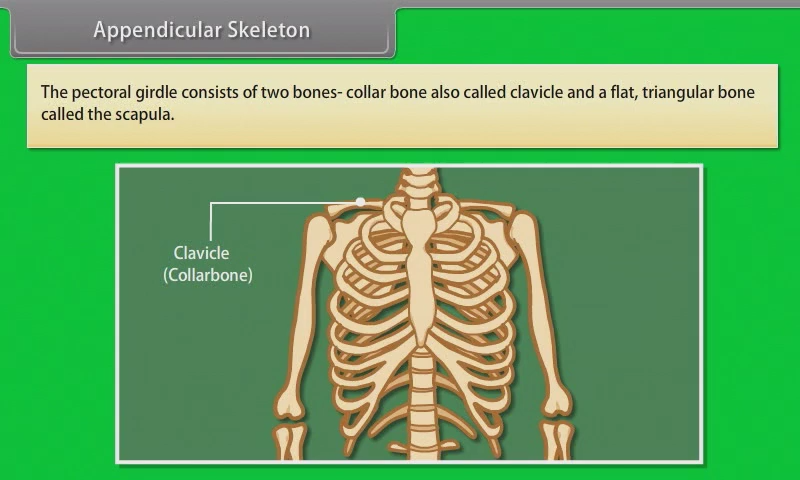 Appendicular Skeleton
The pectoral girdle consists of two bones- collar bone also called clavicle and a flat, triangular bone
called the scapula.
Clavicle
(Collarbone)